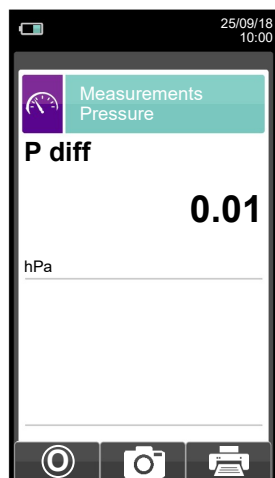 25/09/18
10:00
Measurements
Pressure
P diff
0.01
hPa